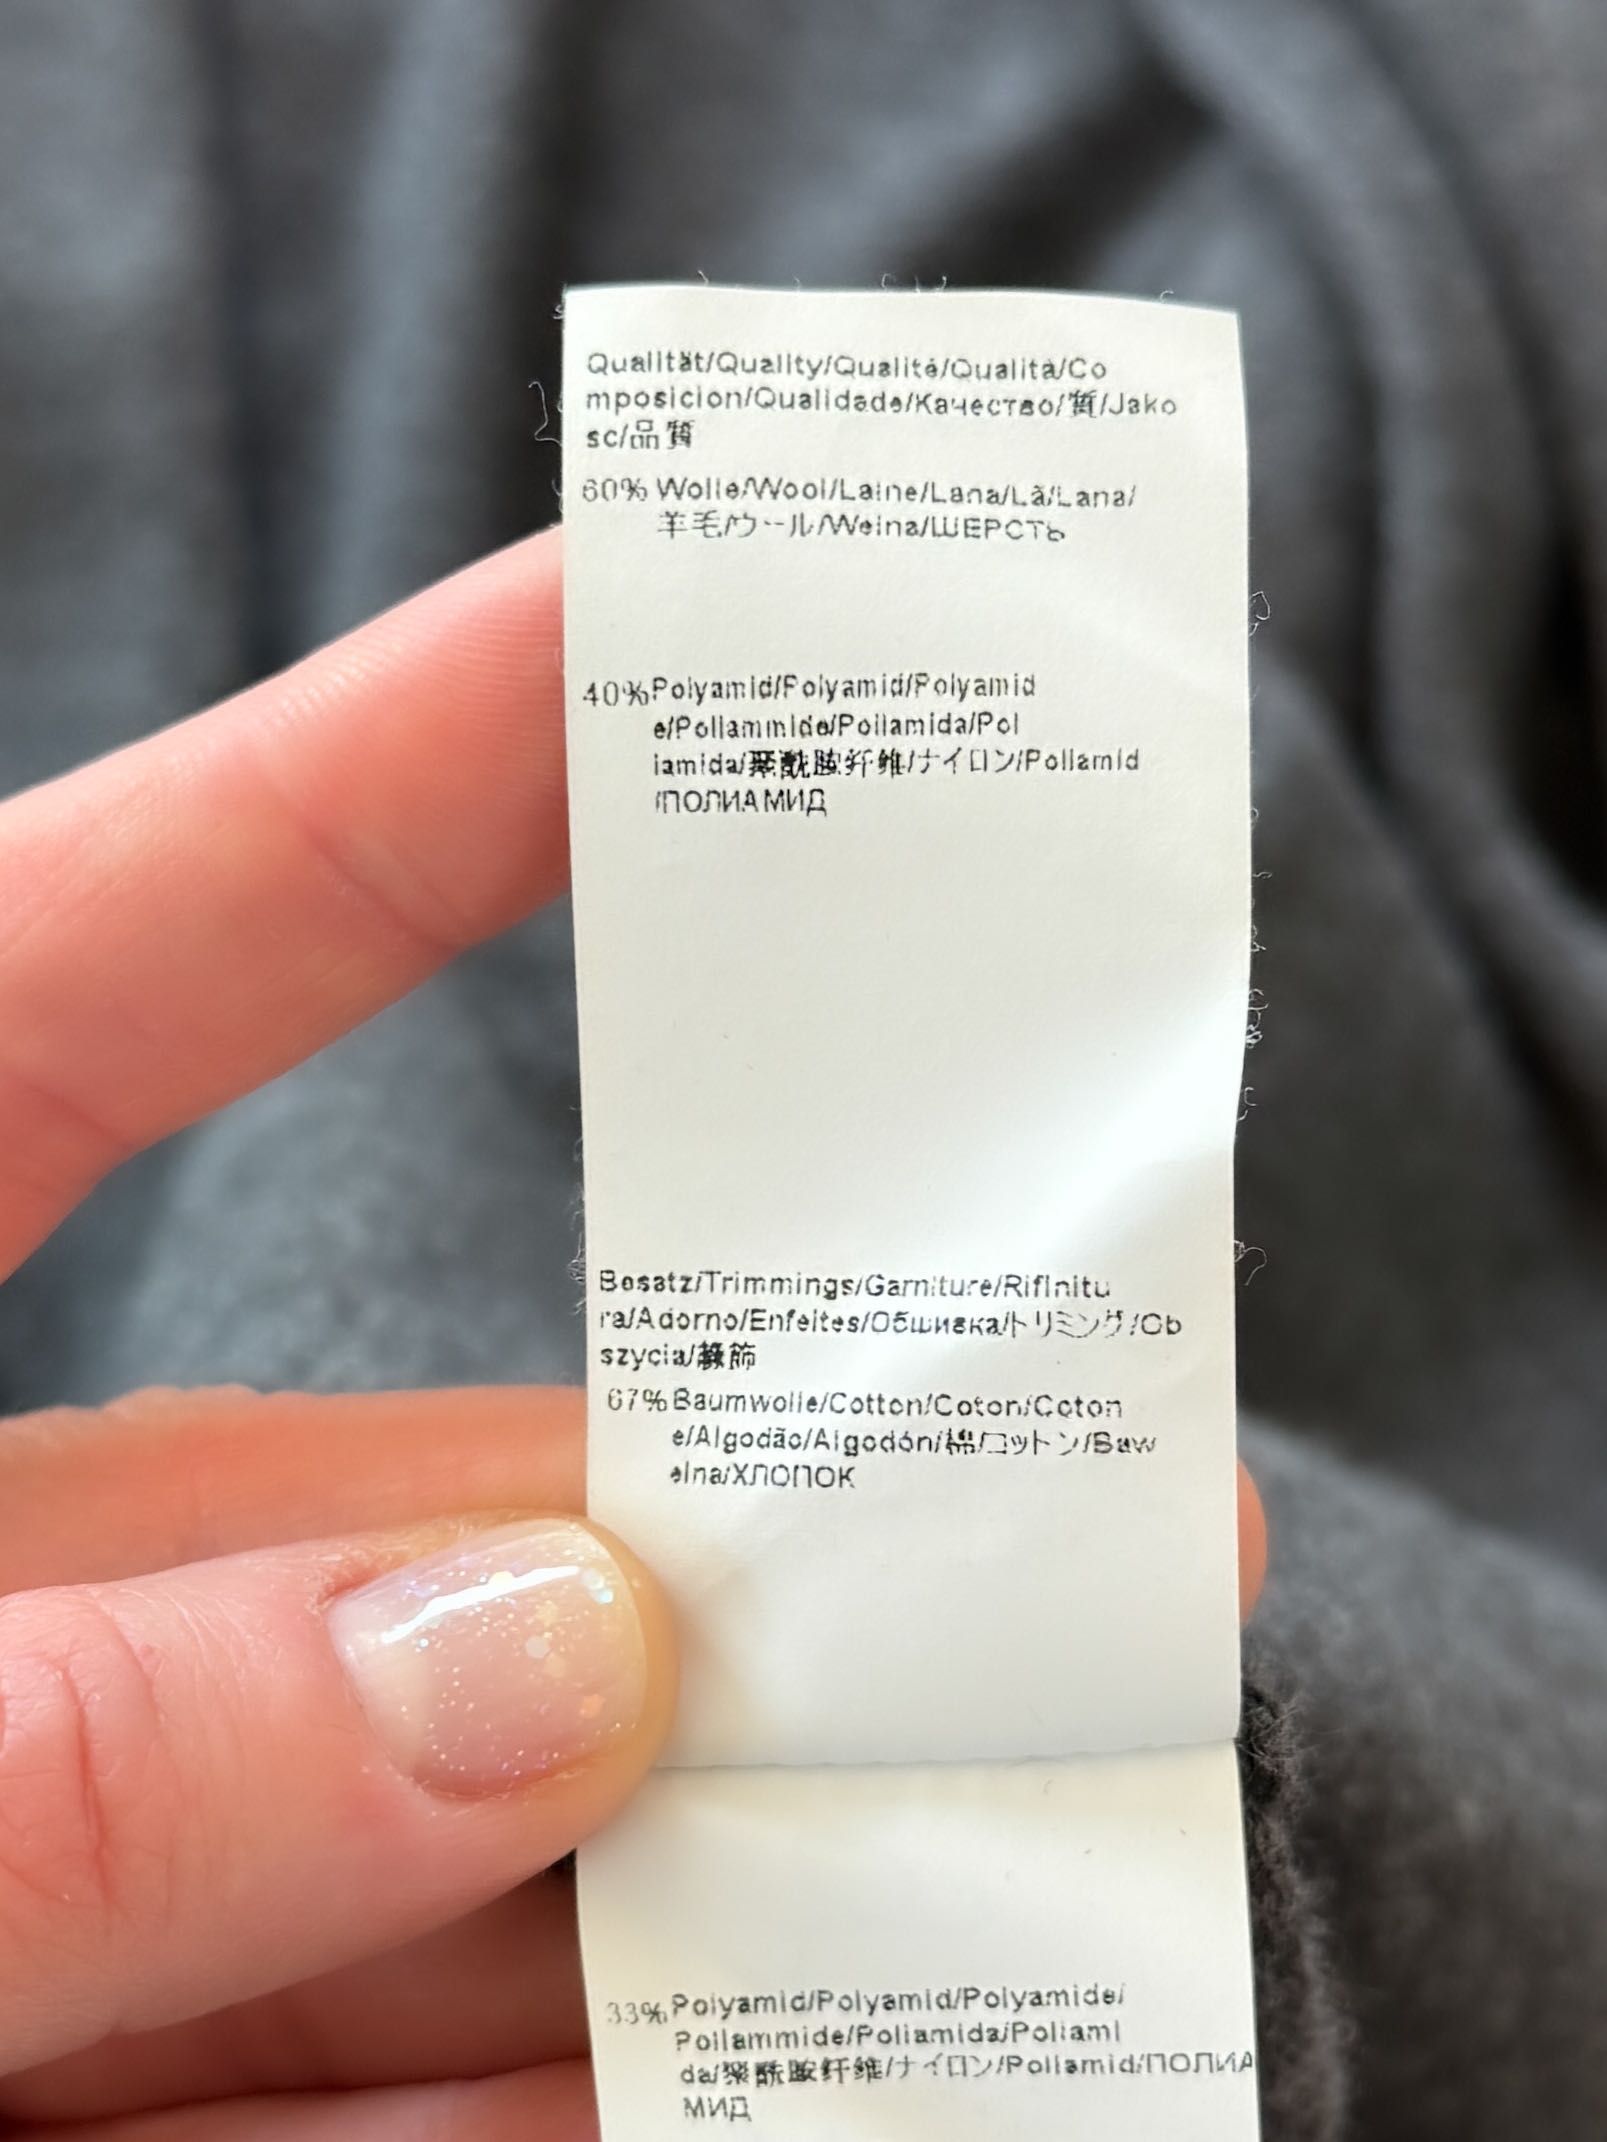 Qualität/Quality/Qualité/Qualità/Co
mposicion/Qualidade/Качество/質/Jako
sc/品質
60% Wolle/Wool/Laine/Lana/Lã/Lana/
羊毛/ウール/Wełna/ШЕРСТЬ
40% Polyamid/Polyamid/Polyamid
e/Poliammide/Poliamida/Pol
iamida/聚酰胺纤维/ナイロン/Poliamid
/ПОЛИАМИД
Besatz/Trimmings/Garniture/Rifinitu
ra/Adorno/Enfeites/Обшивка/トリミング/Ob
szycia/飾
67% Baumwolle/Cotton/Coton/Coton
e/Algodão/Algodón/棉/コットン/Baw
ełna/ХЛОПОК
33% Polyamid/Polyamid/Polyamide/
Poliammide/Poliamida/Poliami
da/聚酰胺纤维/ナイロン/Poliamid/ПОЛИА
МИД